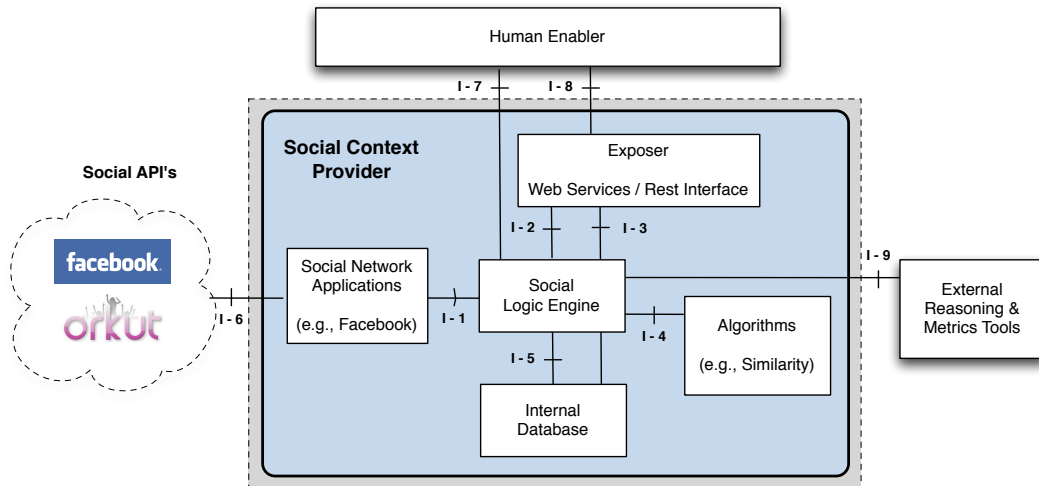 Human Enabler
I - 7
I - 8
Social Context
Provider
Exposer
Web Services / Rest Interface
Social API's
facebook.
orkut
I - 2
I - 3
I - 9
Social Network
Applications
(e.g., Facebook)
Social
Logic Engine
External
Reasoning &
Metrics Tools
I - 6
I - 1
I - 4
Algorithms
(e.g., Similarity)
I - 5
Internal
Database